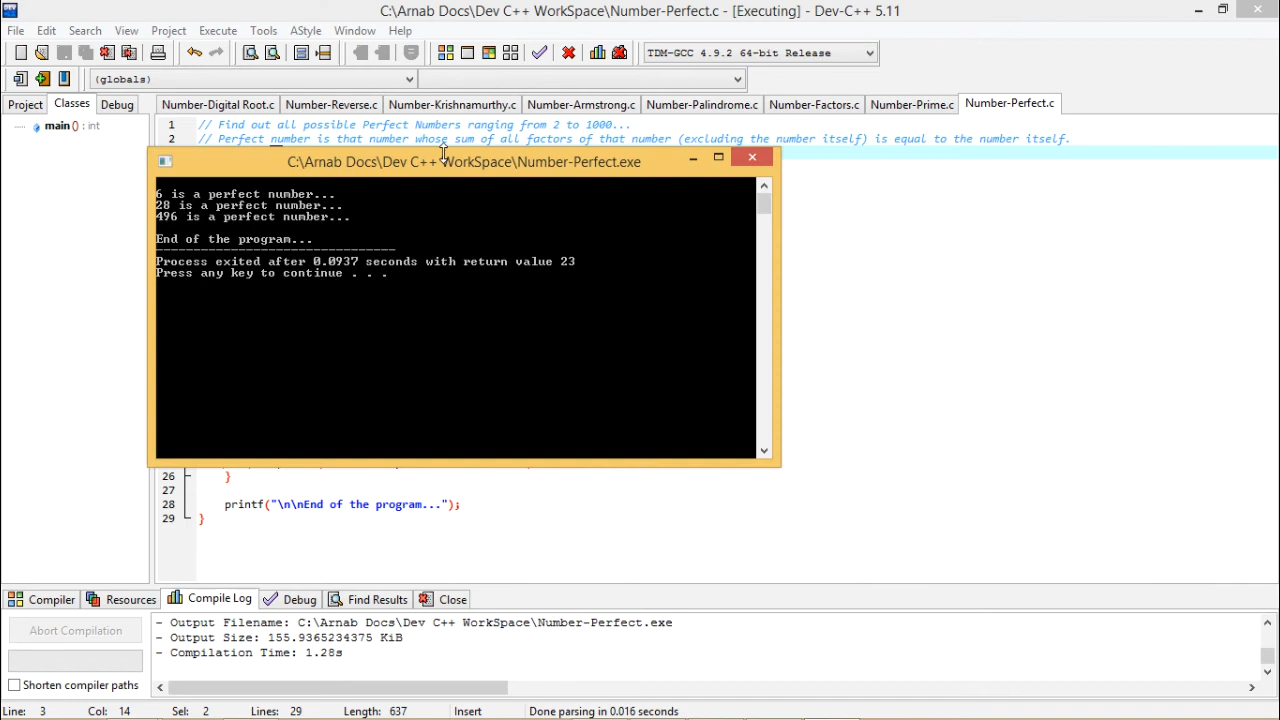 C:\Arnab Docs\Dev C++ WorkSpace\Number-Perfect.c - [Executing] - Dev-C++ 5.11
File Edit Search View Project Execute Tools AStyle Window Help
TDM-GCC 4.9.2 64-bit Release
(globals)
Project Classes Debug Number-Digital Root.c Number-Reverse.c Number-Krishnamurthy.c Number-Armstrong.c Number-Palindrome.c Number-Factors.c Number-Prime.c Number-Perfect.c
main() : int
1 // Find out all possible Perfect Numbers ranging from 2 to 1000...
2 // Perfect number is that number whose sum of all factors of that number (excluding the number itself) is equal to the number itself.
C:\Arnab Docs\Dev C++ WorkSpace\Number-Perfect.exe
6 is a perfect number...
28 is a perfect number...
496 is a perfect number...
End of the program...
--------------------------------
Process exited after 0.0937 seconds with return value 23
Press any key to continue . . .
26 }
27
28 printf("\n\nEnd of the program...");
29 }
Compiler Resources Compile Log Debug Find Results Close
Abort Compilation
Shorten compiler paths
- Output Filename: C:\Arnab Docs\Dev C++ WorkSpace\Number-Perfect.exe
- Output Size: 155.9365234375 KiB
- Compilation Time: 1.28s
Line: 3 Col: 14 Sel: 2 Lines: 29 Length: 637 Insert Done parsing in 0.016 seconds